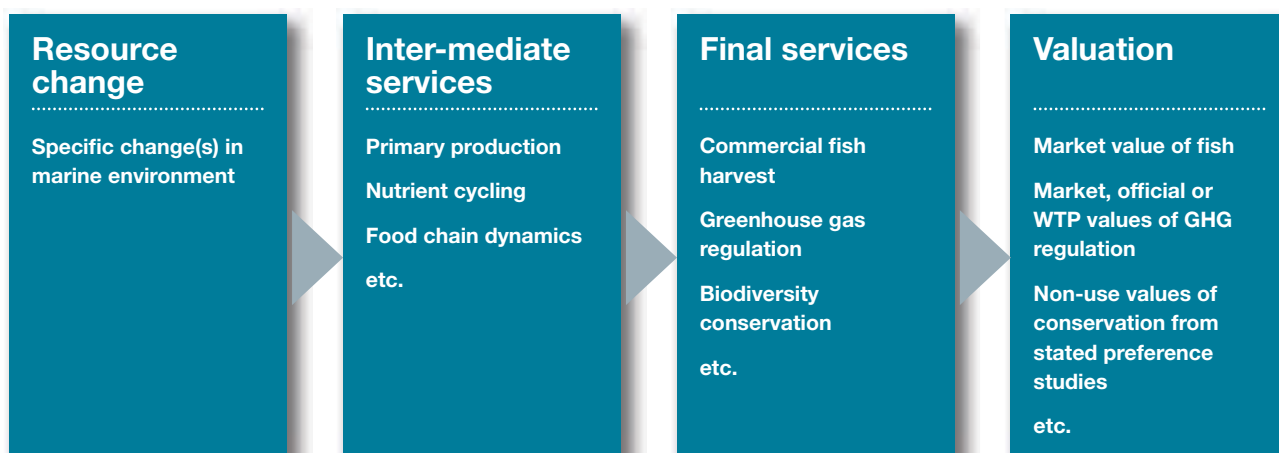 Resource
change
Specific change(s) in
marine environment
Inter-mediate
services
Primary production
Nutrient cycling
Food chain dynamics
etc.
Final services
Commercial fish
harvest
Greenhouse gas
regulation
Biodiversity
conservation
etc.
Valuation
Market value of fish
Market, official or
WTP values of GHG
regulation
Non-use values of
conservation from
stated preference
studies
etc.